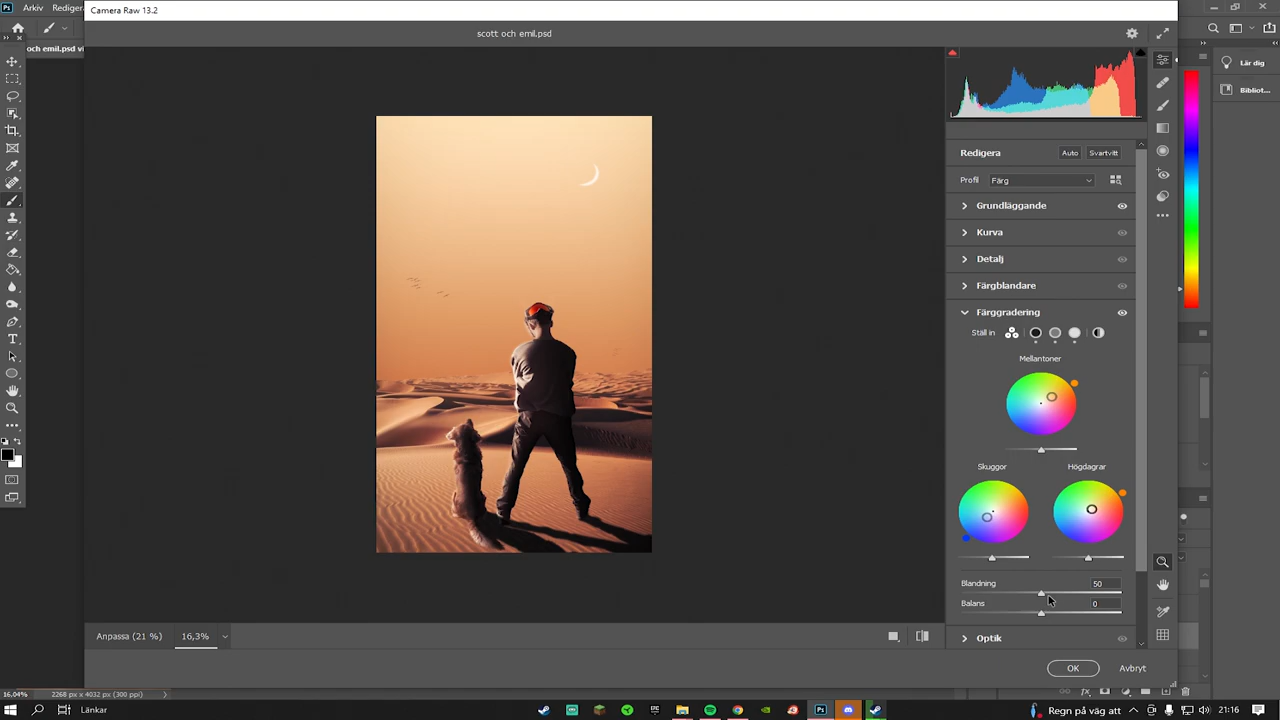 Camera Raw 13.2
Arkiv
Redigera
och emil.psd vi
scott och emil.psd
Lär dig
Bibliot...
Redigera
Auto
Svartvitt
Profil
Färg
Grundläggande
Kurva
Detalj
Färgblandare
Färggradering
Ställ in
Mellantoner
Skuggor
Högdagrar
Blandning
50
Balans
0
Optik
Anpassa (21 %)
16,3%
OK
Avbryt
16,04%
2268 px x 4032 px (300 ppi)
fx
Länkar
Regn på väg att
21:16